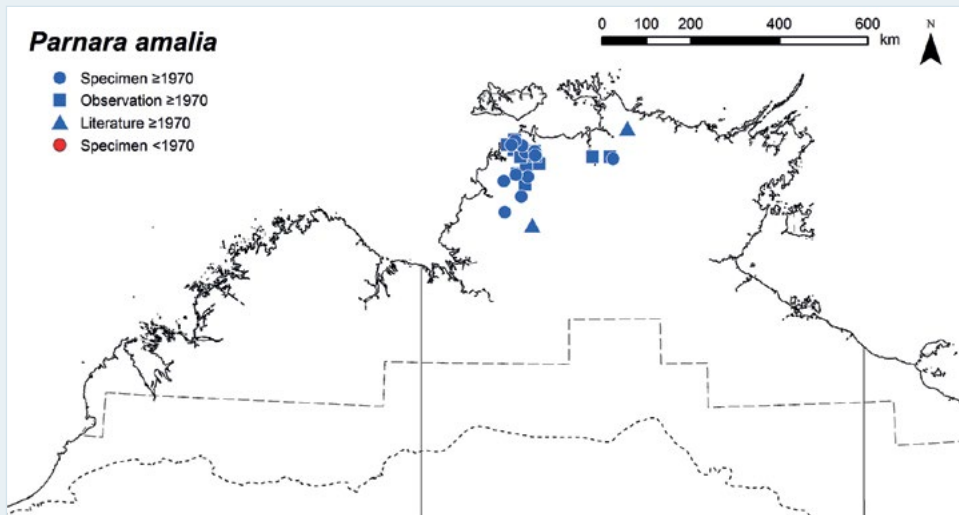 Parnara amalia
Specimen ≥1970
Observation ≥1970
Literature ≥1970
Specimen <1970
0 100 200 400 600
km
N